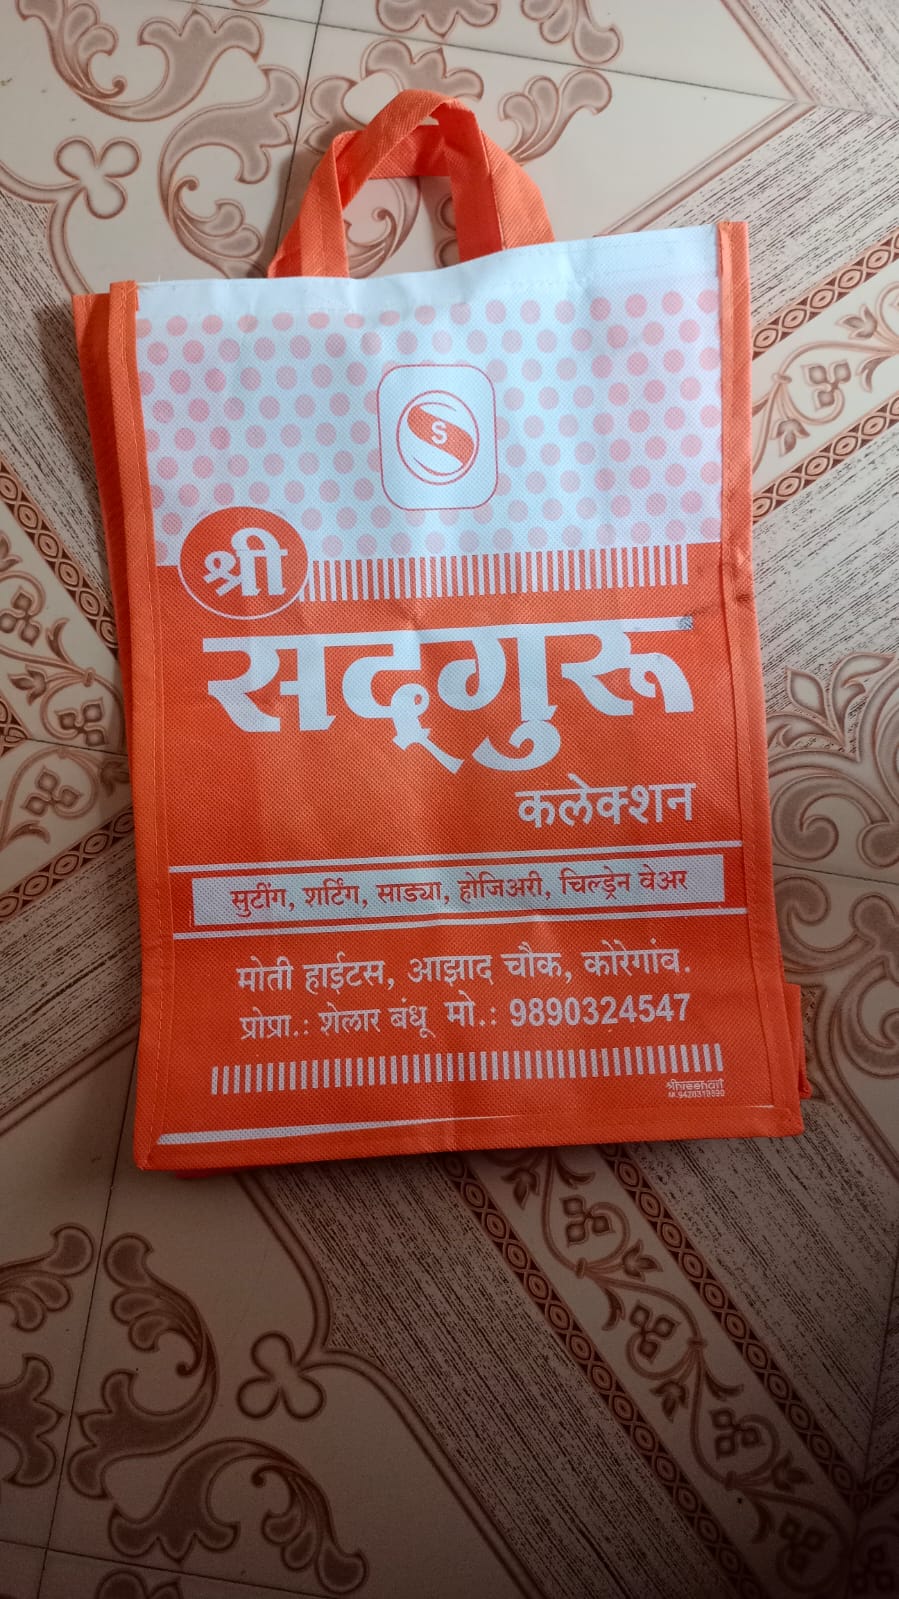 S
श्री
सद्‌गुरू
कलेक्शन
सुटींग, शर्टिंग, साड्या, होजिअरी, चिल्ड्रेन वेअर
मोती हाईटस, आझाद चौक, कोरेगांव.
प्रोप्रा.: शेलार बंधू मो.: 9890324547